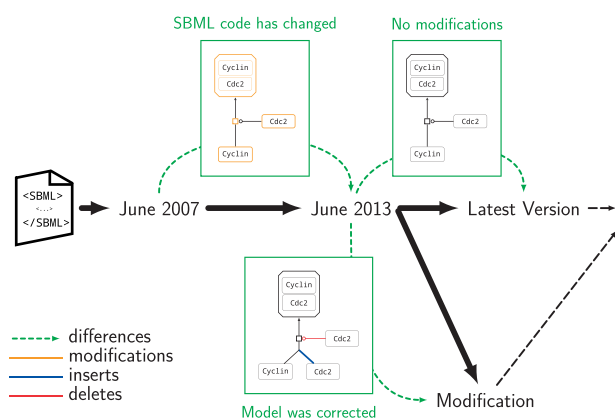 SBML code has changed
No modifications
Cyclin
Cdc2
Cdc2
Cyclin
Cyclin
Cdc2
Cdc2
Cyclin
<SBML>
<...>
</SBML>
June 2007
June 2013
Latest Version
Cyclin
Cdc2
Cdc2
Cyclin
Cdc2
differences
modifications
inserts
deletes
Model was corrected
Modification